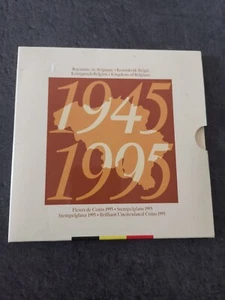 Royaume de Belgique • Koninkrijk België
Königreich Belgien • Kingdom of Belgium
1945
1995
1995
Fleurs de Coins 1995 • Stempelglans 1995
Stempelglanz 1995 • Brilliant Uncirculated Coins 1995